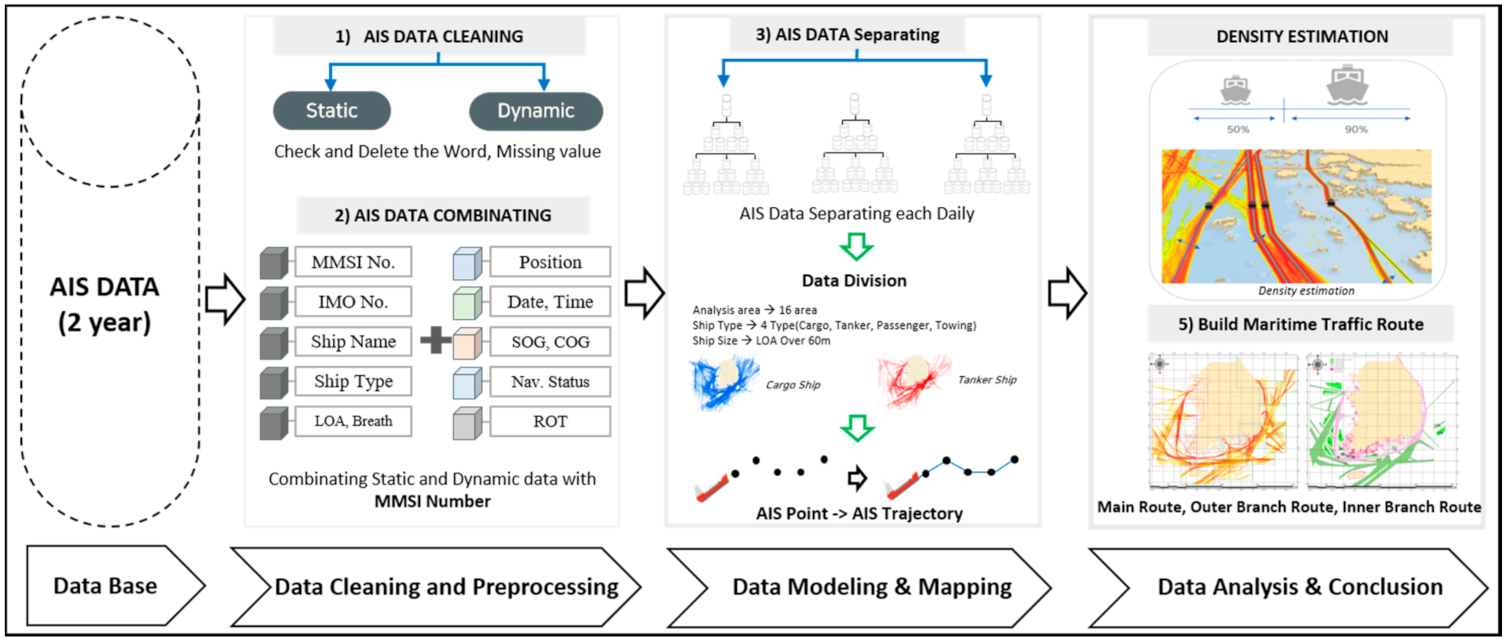 AIS DATA
(2 year)
1) AIS DATA CLEANING
Static
Dynamic
Check and Delete the Word, Missing value
2) AIS DATA COMBINATING
MMSI No.
IMO No.
Ship Name
Ship Type
LOA, Breath
Position
Date, Time
SOG, COG
Nav. Status
ROT
Combinating Static and Dynamic data with
MMSI Number
3) AIS DATA Separating
AIS Data Separating each Daily
Data Division
Analysis area → 16 area
Ship Type → 4 Type(Cargo, Tanker, Passenger, Towing)
Ship Size → LOA Over 60m
Cargo Ship
Tanker Ship
AIS Point -> AIS Trajectory
DENSITY ESTIMATION
50%
90%
Density estimation
5) Build Maritime Traffic Route
Main Route, Outer Branch Route, Inner Branch Route
Data Base
Data Cleaning and Preprocessing
Data Modeling & Mapping
Data Analysis & Conclusion